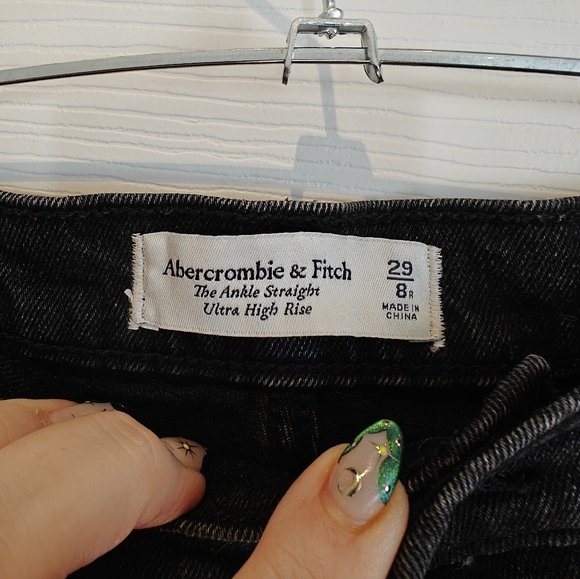 Abercrombie & Fitch
The Ankle Straight
Ultra High Rise
29
8R
MADE IN
CHINA